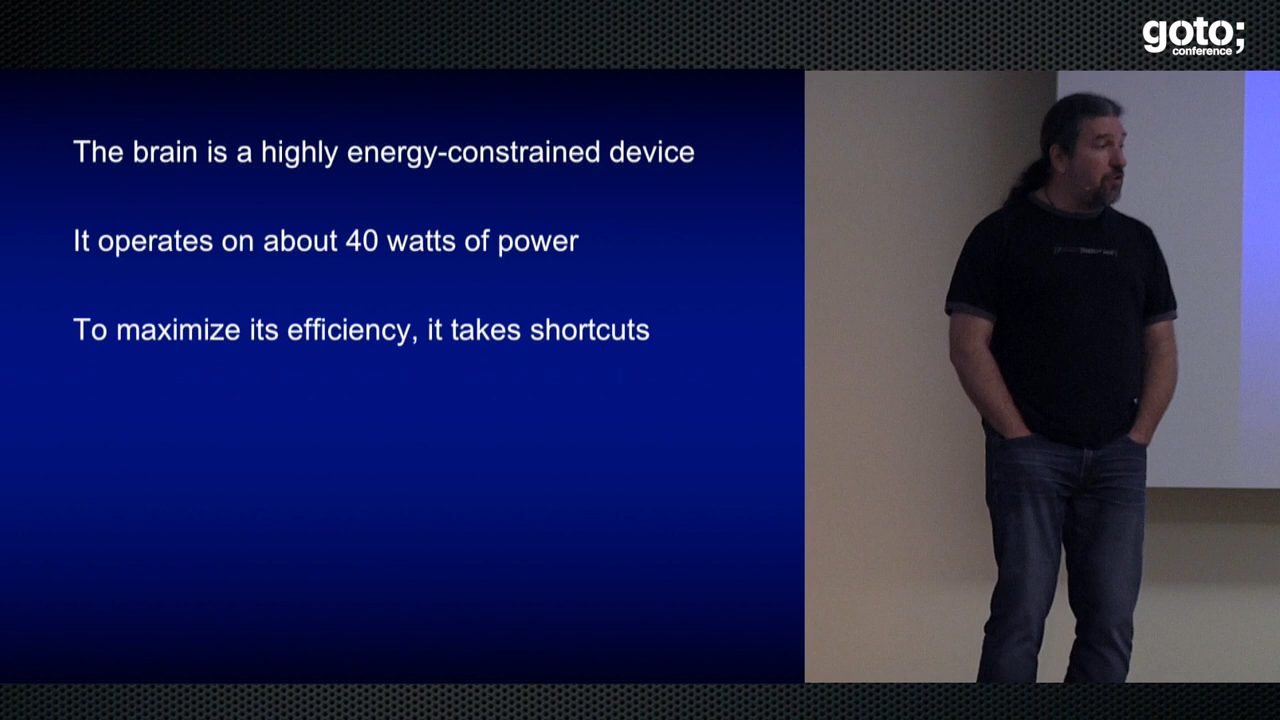 goto;
conference
The brain is a highly energy-constrained device
It operates on about 40 watts of power
To maximize its efficiency, it takes shortcuts